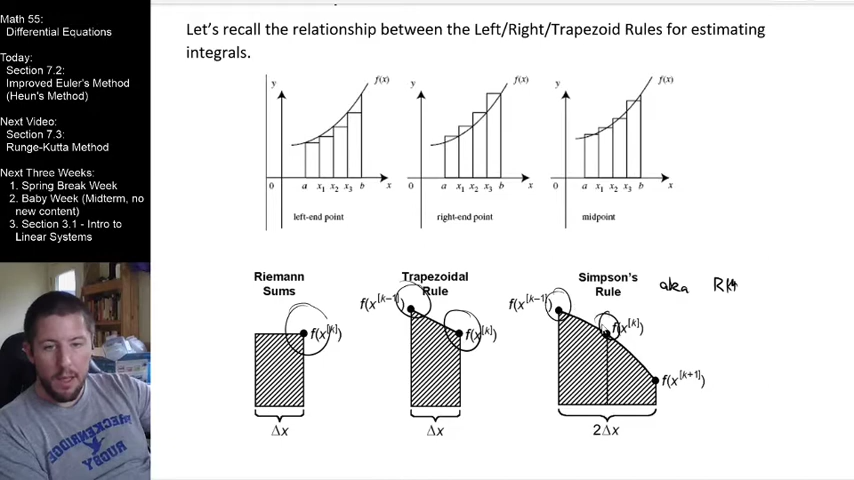 Math 55:
Differential Equations
Today:
Section 7.2:
Improved Euler's Method
(Heun's Method)
Next Video:
Section 7.3:
Runge-Kutta Method
Next Three Weeks:
1. Spring Break Week
2. Baby Week (Midterm, no
new content)
3. Section 3.1 - Intro to
Linear Systems
Let's recall the relationship between the Left/Right/Trapezoid Rules for estimating
integrals.
y f(x)
0 a x₁ x₂ x₃ b x
left-end point
y f(x)
0 a x₁ x₂ x₃ b x
right-end point
y f(x)
0 a x₁ x₂ x₃ b x
midpoint
Riemann
Sums
f(x[k])
Δx
Trapezoidal
Rule
f(x[k−1])
f(x[k])
Δx
Simpson's
Rule
aka RK
f(x[k−1])
f(x[k])
f(x[k+1])
2Δx
BRECKENRIDGE
RUGBY